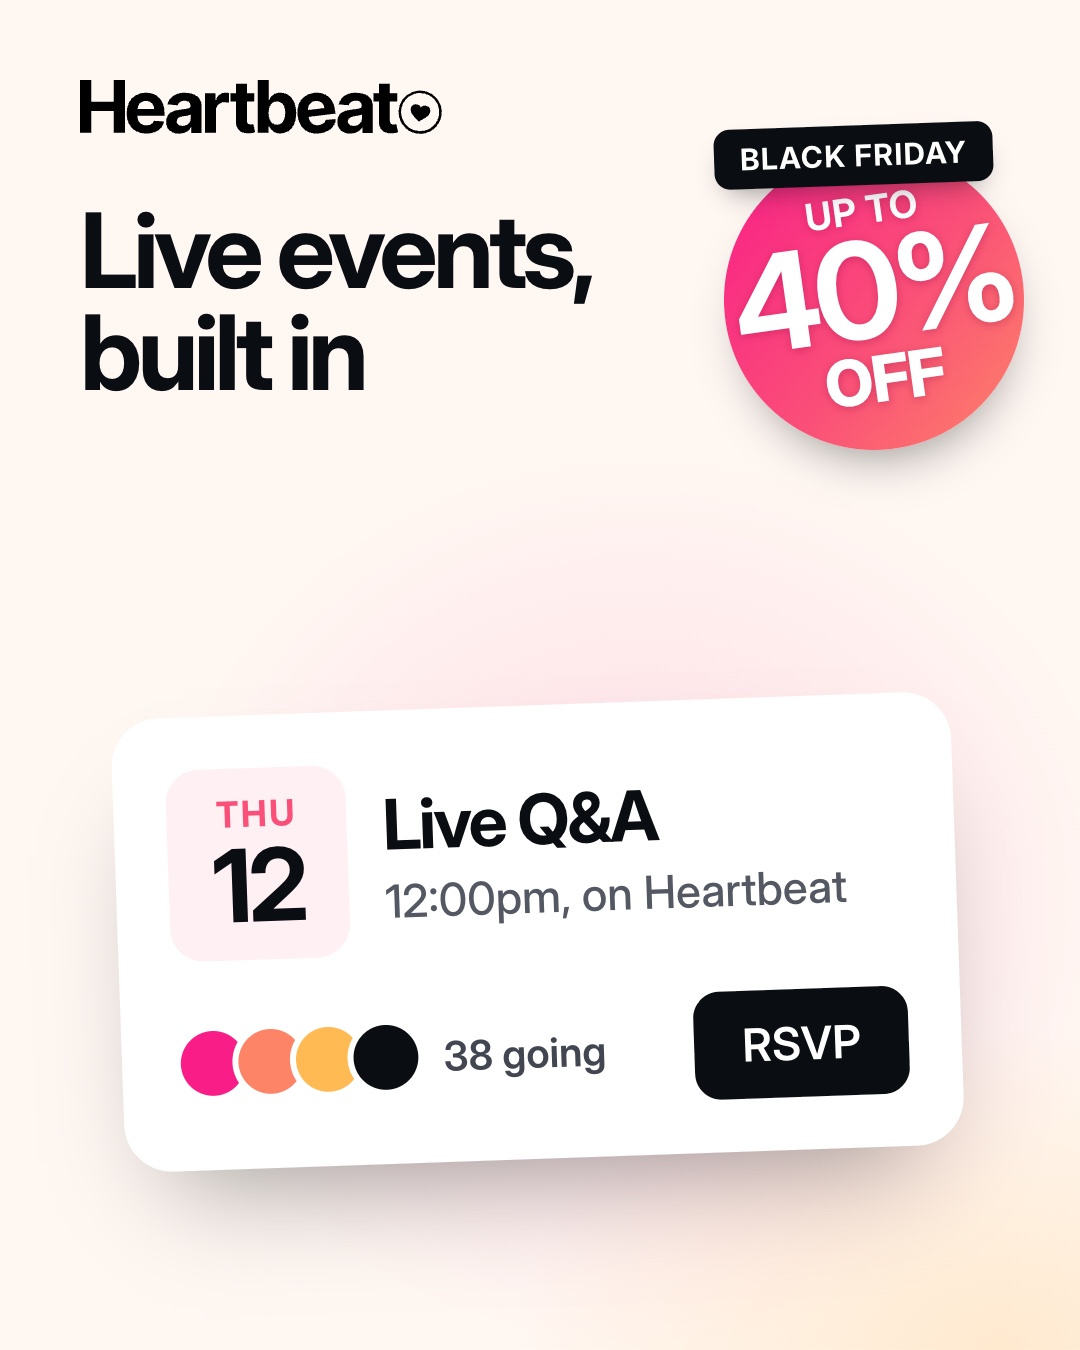 Heartbeat
Live events,
built in
BLACK FRIDAY
UP TO
40%
OFF
THU
12
Live Q&A
12:00pm, on Heartbeat
38 going
RSVP